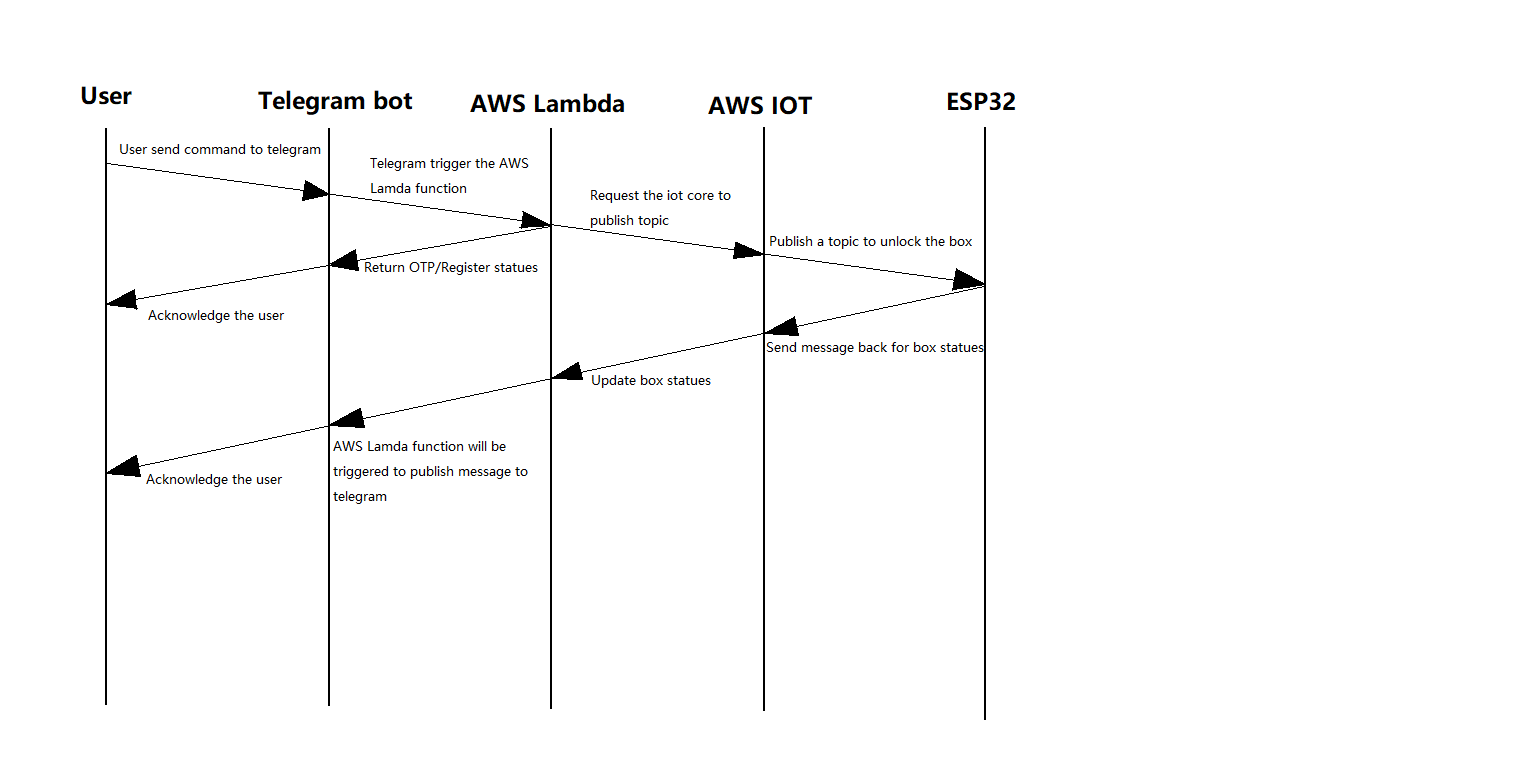 User
Telegram bot
AWS Lambda
AWS IOT
ESP32
User send command to telegram
Telegram trigger the AWS
Lamda function
Request the iot core to
publish topic
Publish a topic to unlock the box
Return OTP/Register statues
Acknowledge the user
Send message back for box statues
Update box statues
AWS Lamda function will be
triggered to publish message to
telegram
Acknowledge the user